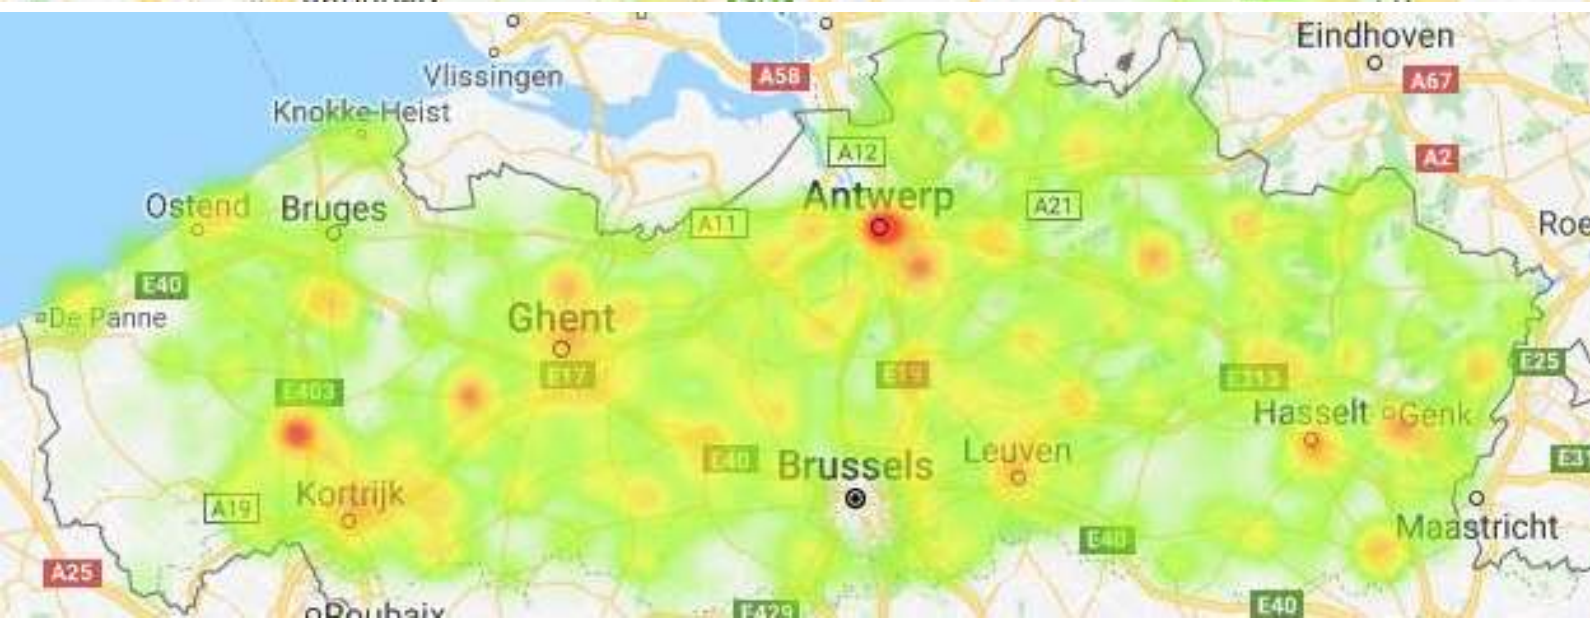 Eindhoven
Vlissingen
A58
A67
Knokke-Heist
A12
A2
Antwerp
Ostend
Bruges
A11
A21
Roe
E40
De Panne
Ghent
E17
E19
E313
E25
E403
Hasselt
Genk
E40
Brussels
Leuven
Kortrijk
A19
Maastricht
E40
A25
Roubaix
E429
E40